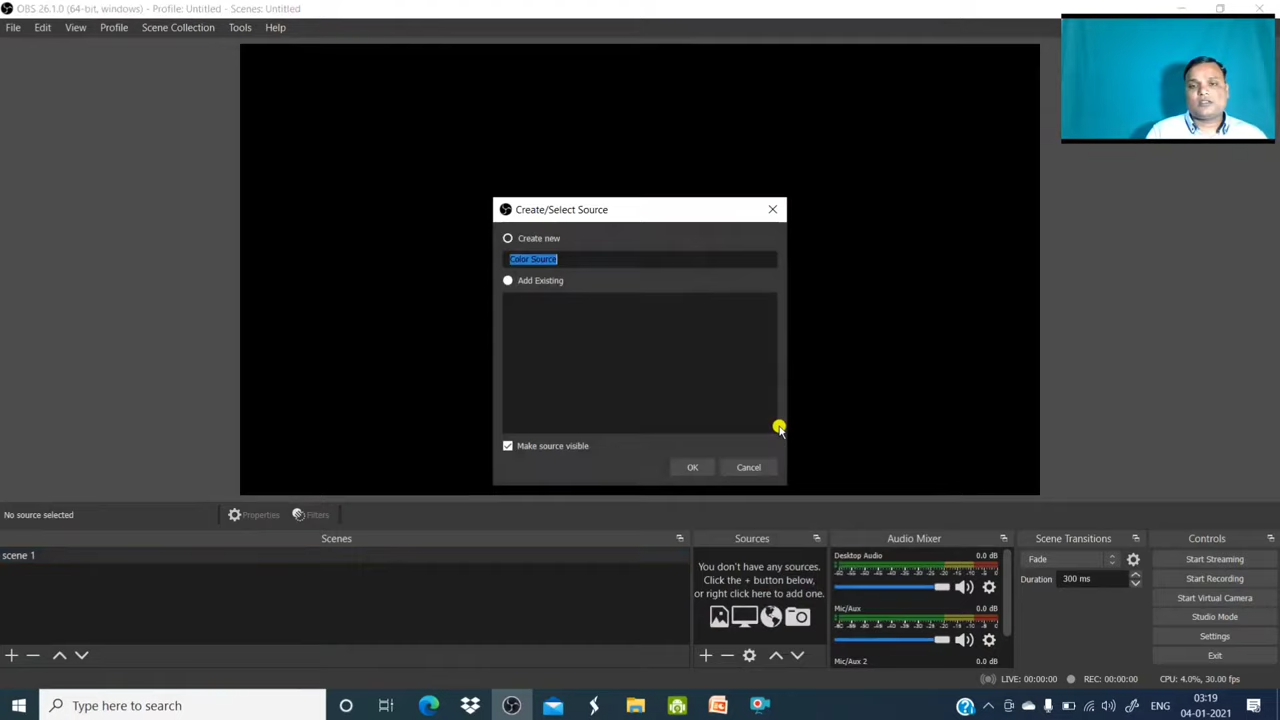 OBS 26.1.0 (64-bit, windows) - Profile: Untitled - Scenes: Untitled
File Edit View Profile Scene Collection Tools Help
Create/Select Source
Create new
Color Source
Add Existing
Make source visible
OK Cancel
No source selected Properties Filters
Scenes Sources Audio Mixer Scene Transitions Controls
scene 1
You don't have any sources.
Click the + button below,
or right click here to add one.
Desktop Audio 0.0 dB
Mic/Aux 0.0 dB
Mic/Aux 2
Fade
Duration 300 ms
Start Streaming
Start Recording
Start Virtual Camera
Studio Mode
Settings
Exit
LIVE: 00:00:00 REC: 00:00:00 CPU: 4.0%, 30.00 fps
Type here to search
ENG
03:19
04-01-2021